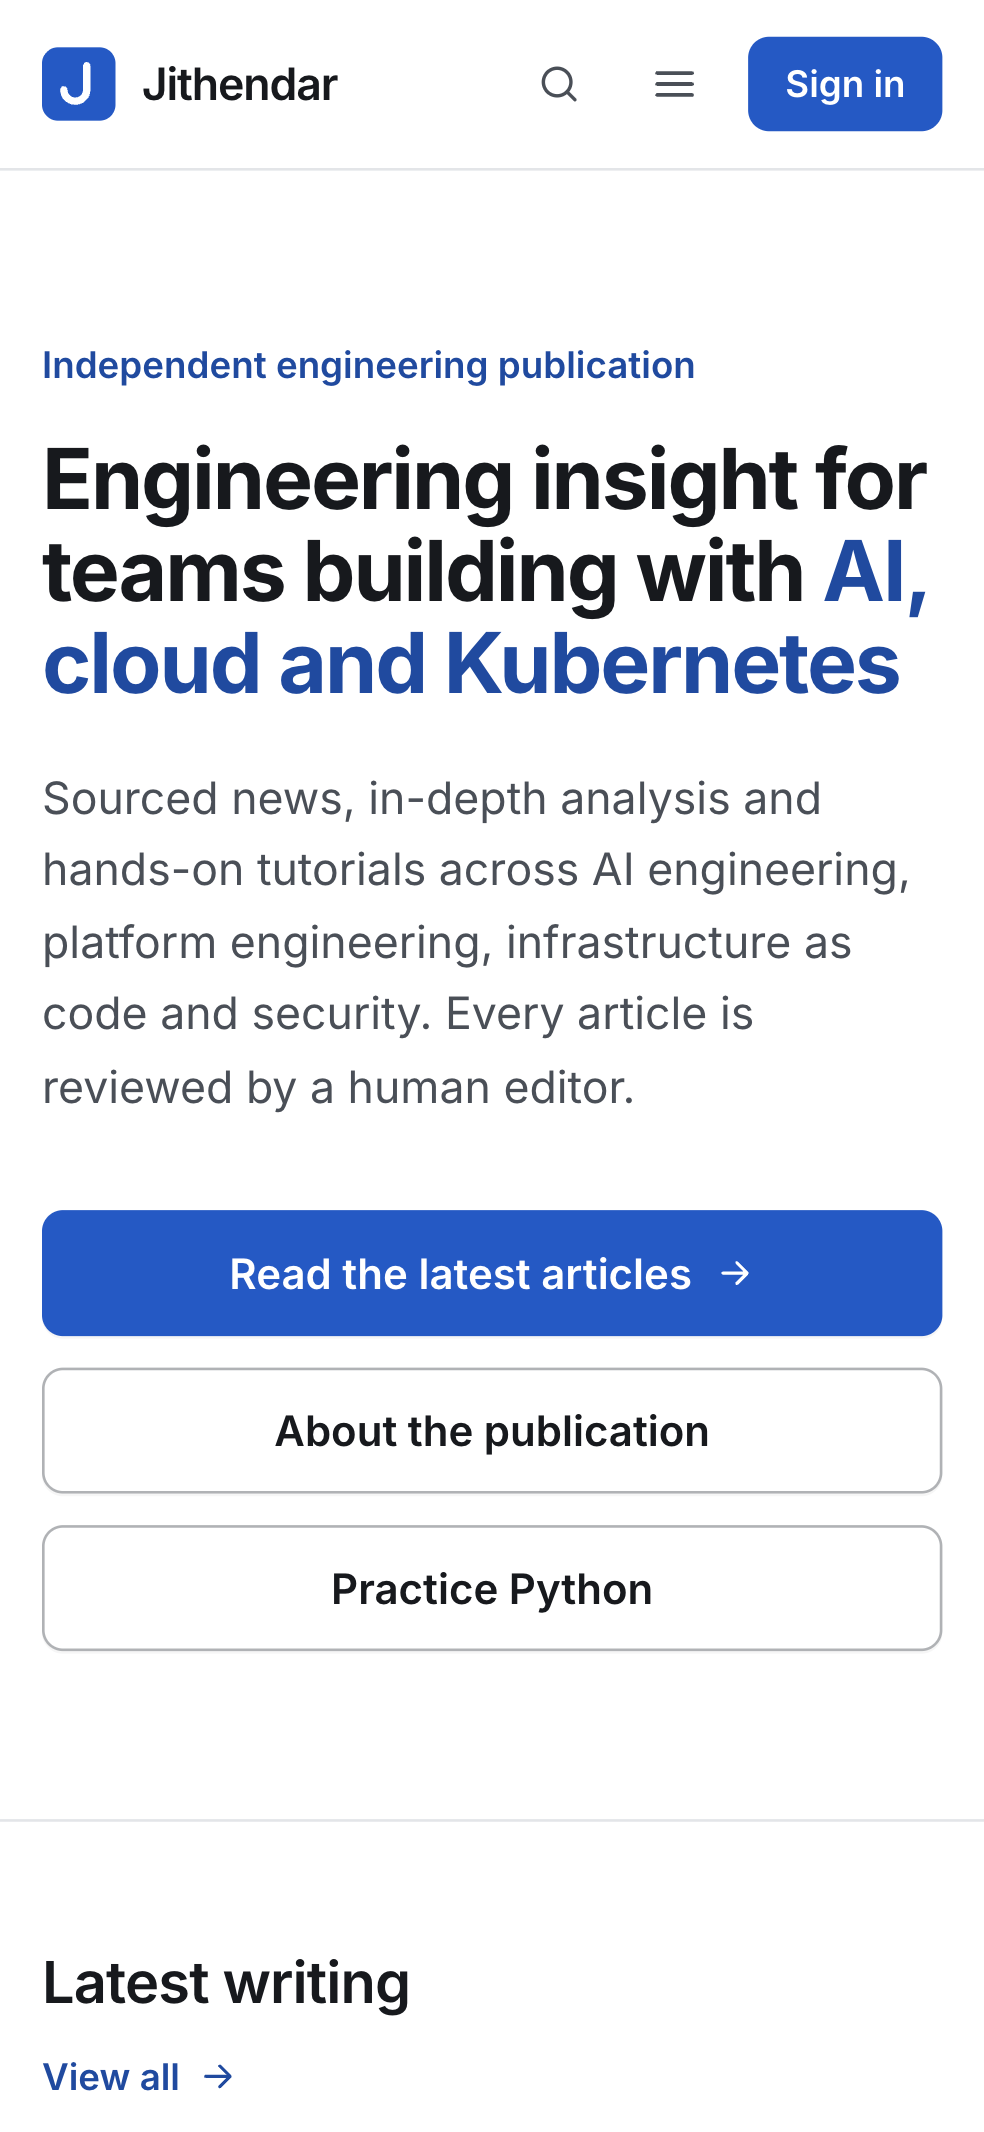 J Jithendar Sign in
Independent engineering publication
Engineering insight for
teams building with AI,
cloud and Kubernetes
Sourced news, in-depth analysis and
hands-on tutorials across AI engineering,
platform engineering, infrastructure as
code and security. Every article is
reviewed by a human editor.
Read the latest articles →
About the publication
Practice Python
Latest writing
View all →